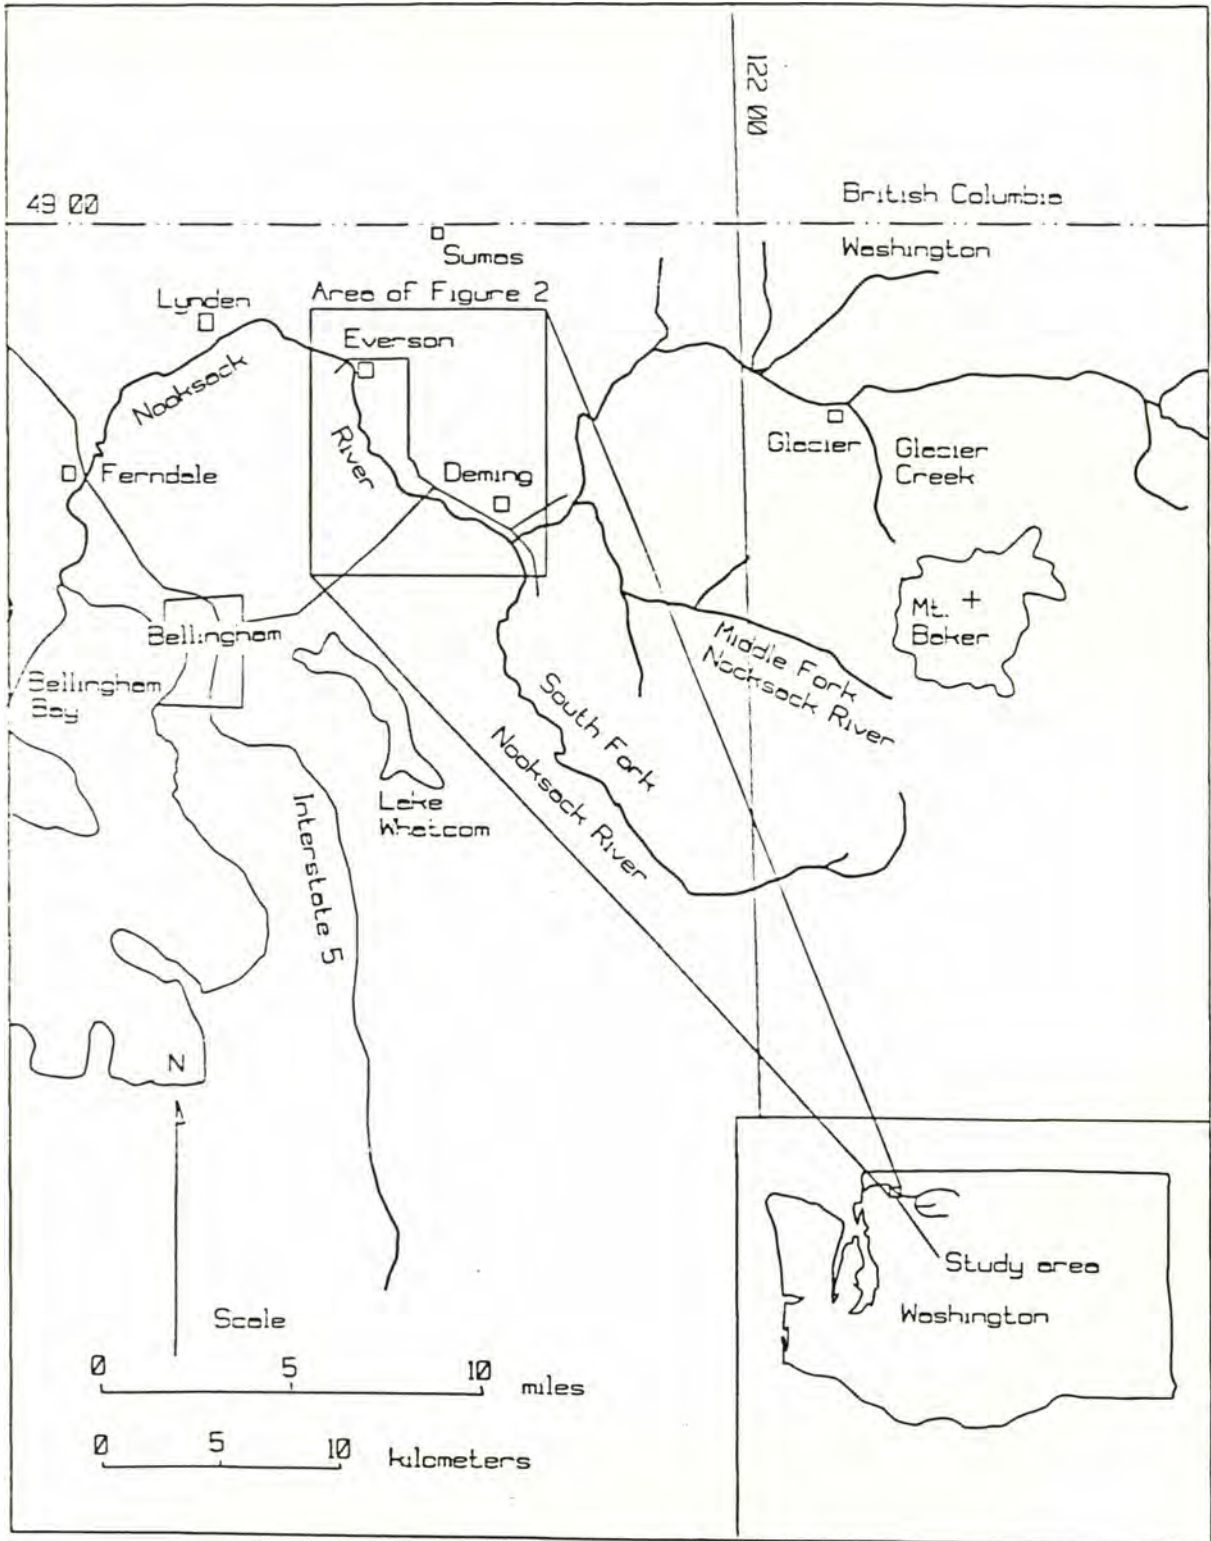 122 00
49 00
British Columbia
Washington
Sumas
Lynden
Area of Figure 2
Everson
Nooksack
River
Glacier
Glacier
Creek
Ferndale
Deming
Mt.
Baker
Bellingham
Bellingham
Bay
Middle Fork
Nooksack River
South Fork
Nooksack River
Lake
Whatcom
Interstate 5
N
Study area
Washington
Scale
0 5 10 miles
0 5 10 kilometers